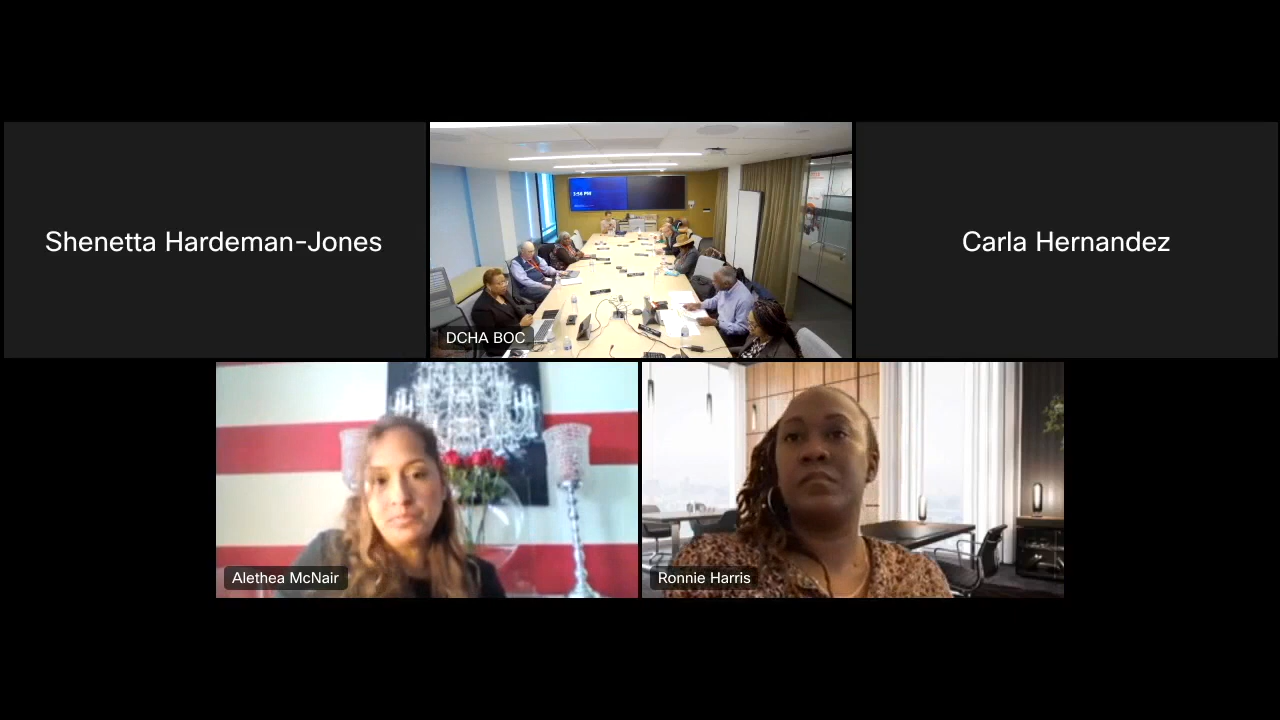 Shenetta Hardeman-Jones
DCHA BOC
Carla Hernandez
Alethea McNair
Ronnie Harris